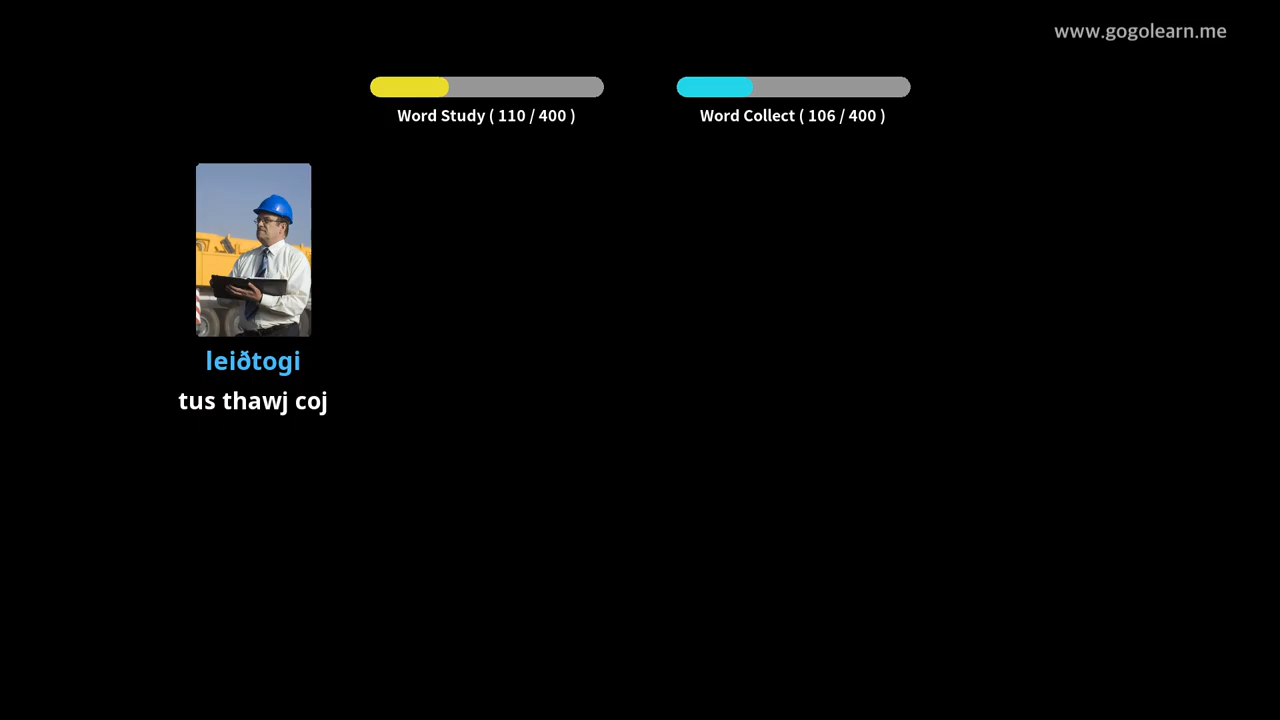 www.gogolearn.me
Word Study ( 110 / 400 )
Word Collect ( 106 / 400 )
leiðtogi
tus thawj coj